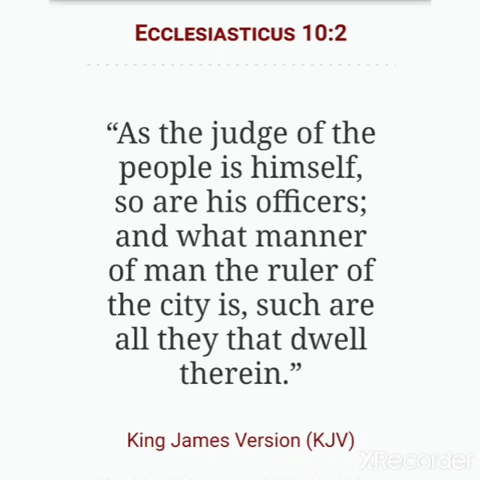 Ecclesiasticus 10:2
“As the judge of the
people is himself,
so are his officers;
and what manner
of man the ruler of
the city is, such are
all they that dwell
therein.”
King James Version (KJV)
XRecorder